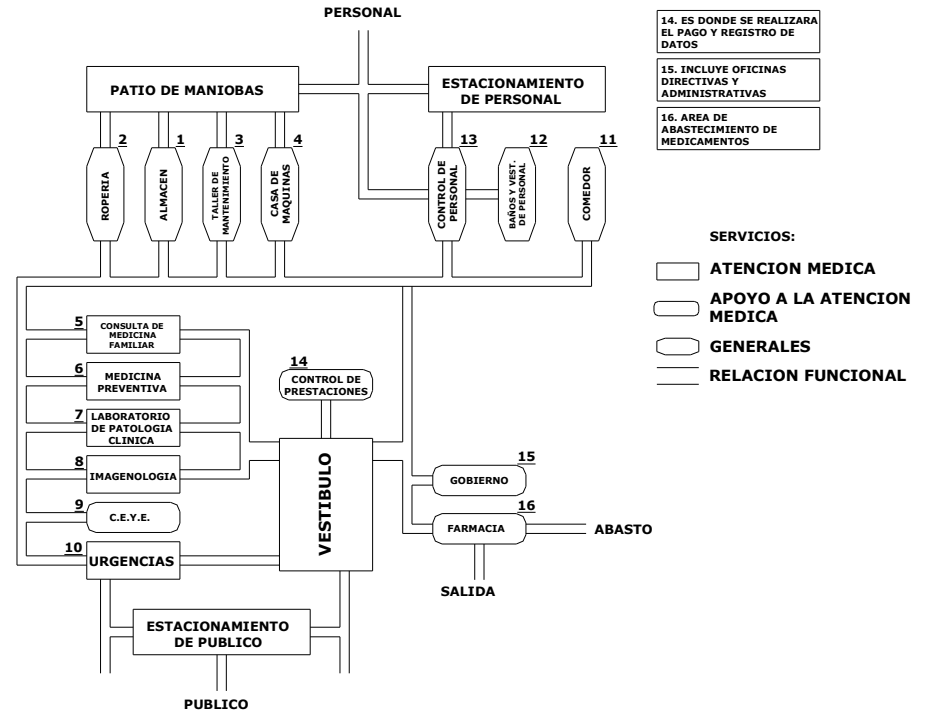 PERSONAL
14. ES DONDE SE REALIZARA
EL PAGO Y REGISTRO DE
DATOS
15. INCLUYE OFICINAS
DIRECTIVAS Y
ADMINISTRATIVAS
16. AREA DE
ABASTECIMIENTO DE
MEDICAMENTOS
PATIO DE MANIOBAS
ESTACIONAMIENTO
DE PERSONAL
2
ROPERIA
1
ALMACEN
3
TALLER DE
MANTENIMIENTO
4
CASA DE
MAQUINAS
13
CONTROL DE
PERSONAL
12
BAÑOS Y VEST.
DE PERSONAL
11
COMEDOR
SERVICIOS:
ATENCION MEDICA
APOYO A LA ATENCION
MEDICA
GENERALES
RELACION FUNCIONAL
5
CONSULTA DE
MEDICINA
FAMILIAR
6
MEDICINA
PREVENTIVA
7
LABORATORIO
DE PATOLOGIA
CLINICA
8
IMAGENOLOGIA
9
C.E.Y.E.
10
URGENCIAS
14
CONTROL DE
PRESTACIONES
VESTIBULO
15
GOBIERNO
16
FARMACIA
ABASTO
SALIDA
ESTACIONAMIENTO
DE PUBLICO
PUBLICO